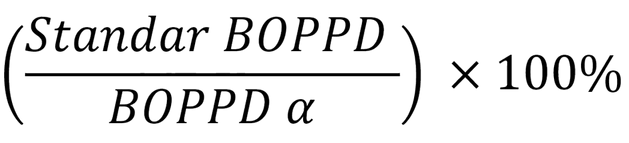 (Standar BOPPD / BOPPD α) × 100%